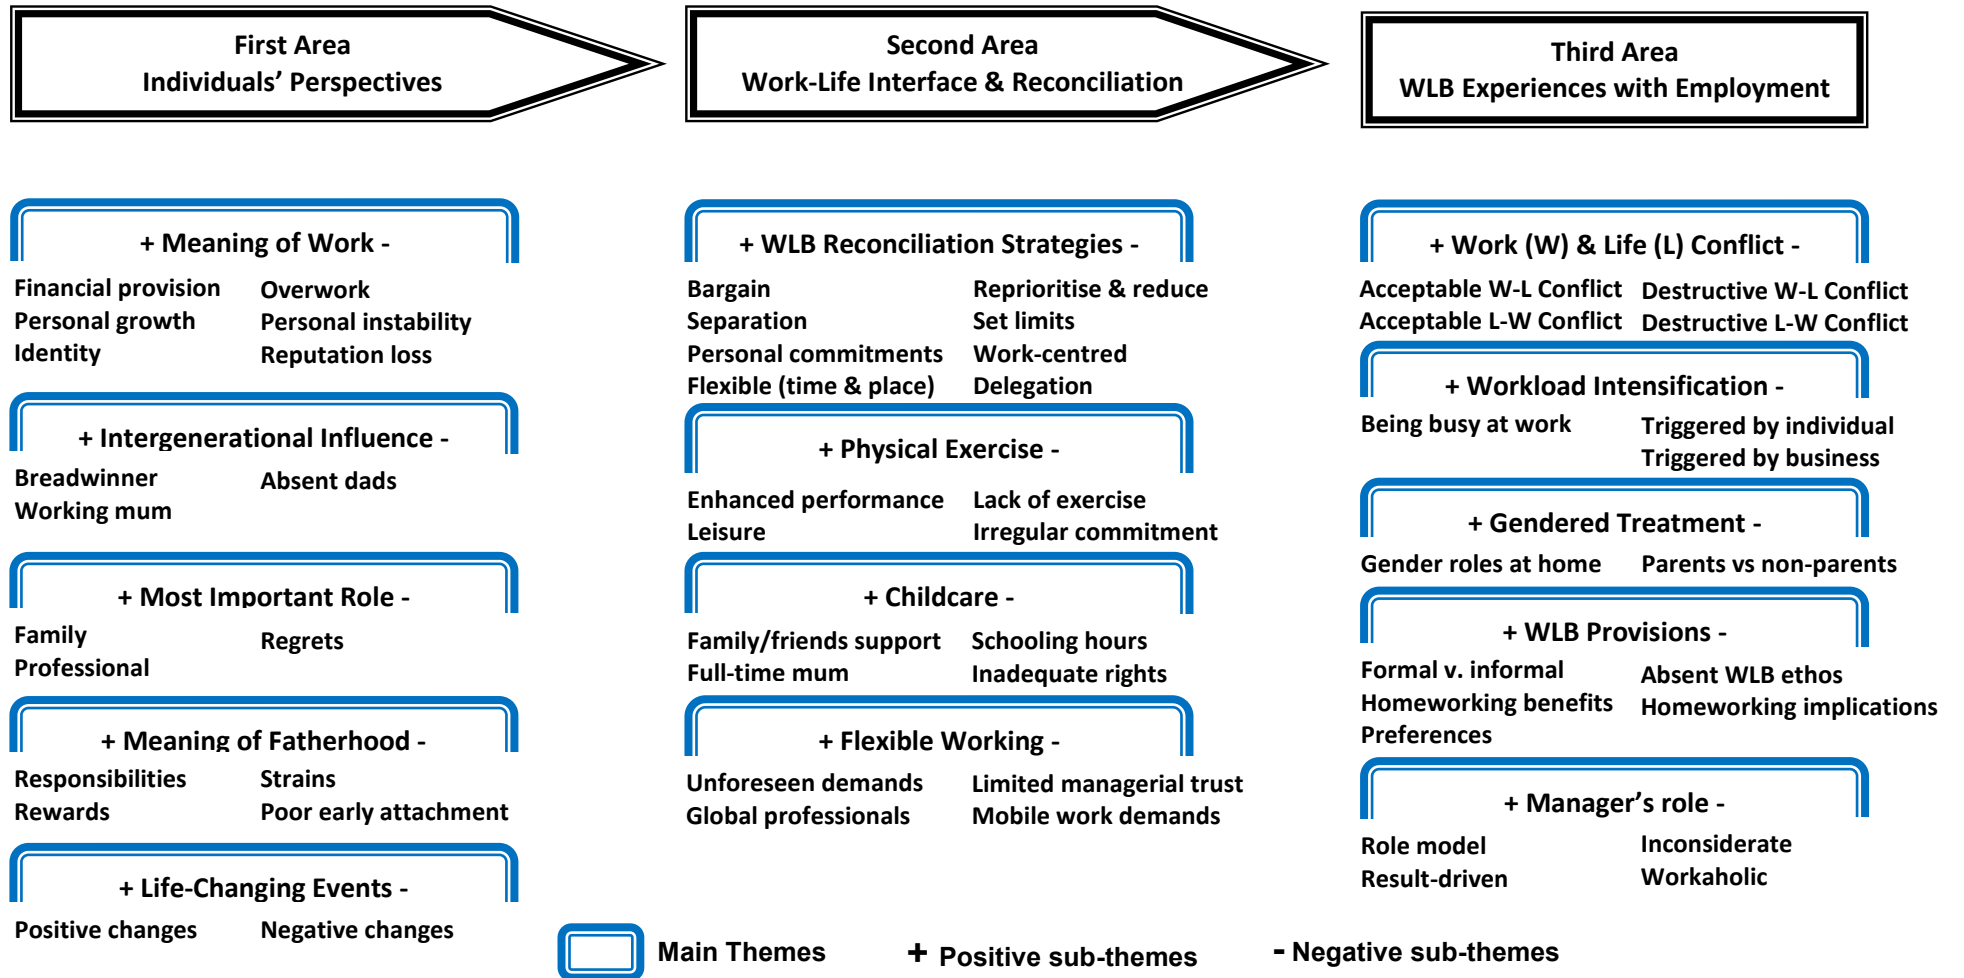 First Area
Individuals' Perspectives
Second Area
Work-Life Interface & Reconciliation
Third Area
WLB Experiences with Employment
+ Meaning of Work -
Financial provision
Personal growth
Identity
Overwork
Personal instability
Reputation loss
+ Intergenerational Influence -
Breadwinner
Working mum
Absent dads
+ Most Important Role -
Family
Professional
Regrets
+ Meaning of Fatherhood -
Responsibilities
Rewards
Strains
Poor early attachment
+ Life-Changing Events -
Positive changes
Negative changes
+ WLB Reconciliation Strategies -
Bargain
Separation
Personal commitments
Flexible (time & place)
Reprioritise & reduce
Set limits
Work-centred
Delegation
+ Physical Exercise -
Enhanced performance
Leisure
Lack of exercise
Irregular commitment
+ Childcare -
Family/friends support
Full-time mum
Schooling hours
Inadequate rights
+ Flexible Working -
Unforeseen demands
Global professionals
Limited managerial trust
Mobile work demands
+ Work (W) & Life (L) Conflict -
Acceptable W-L Conflict
Acceptable L-W Conflict
Destructive W-L Conflict
Destructive L-W Conflict
+ Workload Intensification -
Being busy at work
Triggered by individual
Triggered by business
+ Gendered Treatment -
Gender roles at home
Parents vs non-parents
+ WLB Provisions -
Formal v. informal
Homeworking benefits
Preferences
Absent WLB ethos
Homeworking implications
+ Manager's role -
Role model
Result-driven
Inconsiderate
Workaholic
Main Themes
+ Positive sub-themes
- Negative sub-themes